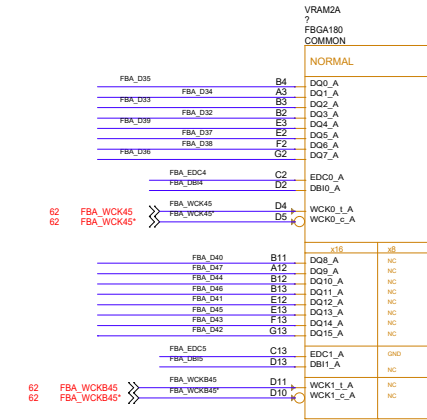 VRAM2A
?
FBGA180
COMMON
NORMAL
FBA_D35 B4 DQ0_A
FBA_D34 A3 DQ1_A
FBA_D33 B3 DQ2_A
FBA_D32 B2 DQ3_A
FBA_D39 E3 DQ4_A
FBA_D37 E2 DQ5_A
FBA_D38 F2 DQ6_A
FBA_D36 G2 DQ7_A
FBA_EDC4 C2 EDC0_A
FBA_DBI4 D2 DBI0_A
62 FBA_WCK45 FBA_WCK45 D4 WCK0_t_A
62 FBA_WCK45* FBA_WCK45* D5 WCK0_c_A
x16 x8
FBA_D40 B11 DQ8_A NC
FBA_D47 A12 DQ9_A NC
FBA_D44 B12 DQ10_A NC
FBA_D46 B13 DQ11_A NC
FBA_D41 E12 DQ12_A NC
FBA_D45 E13 DQ13_A NC
FBA_D43 F13 DQ14_A NC
FBA_D42 G13 DQ15_A NC
FBA_EDC5 C13 EDC1_A GND
FBA_DBI5 D13 DBI1_A NC
62 FBA_WCKB45 FBA_WCKB45 D11 WCK1_t_A NC
62 FBA_WCKB45* FBA_WCKB45* D10 WCK1_c_A NC